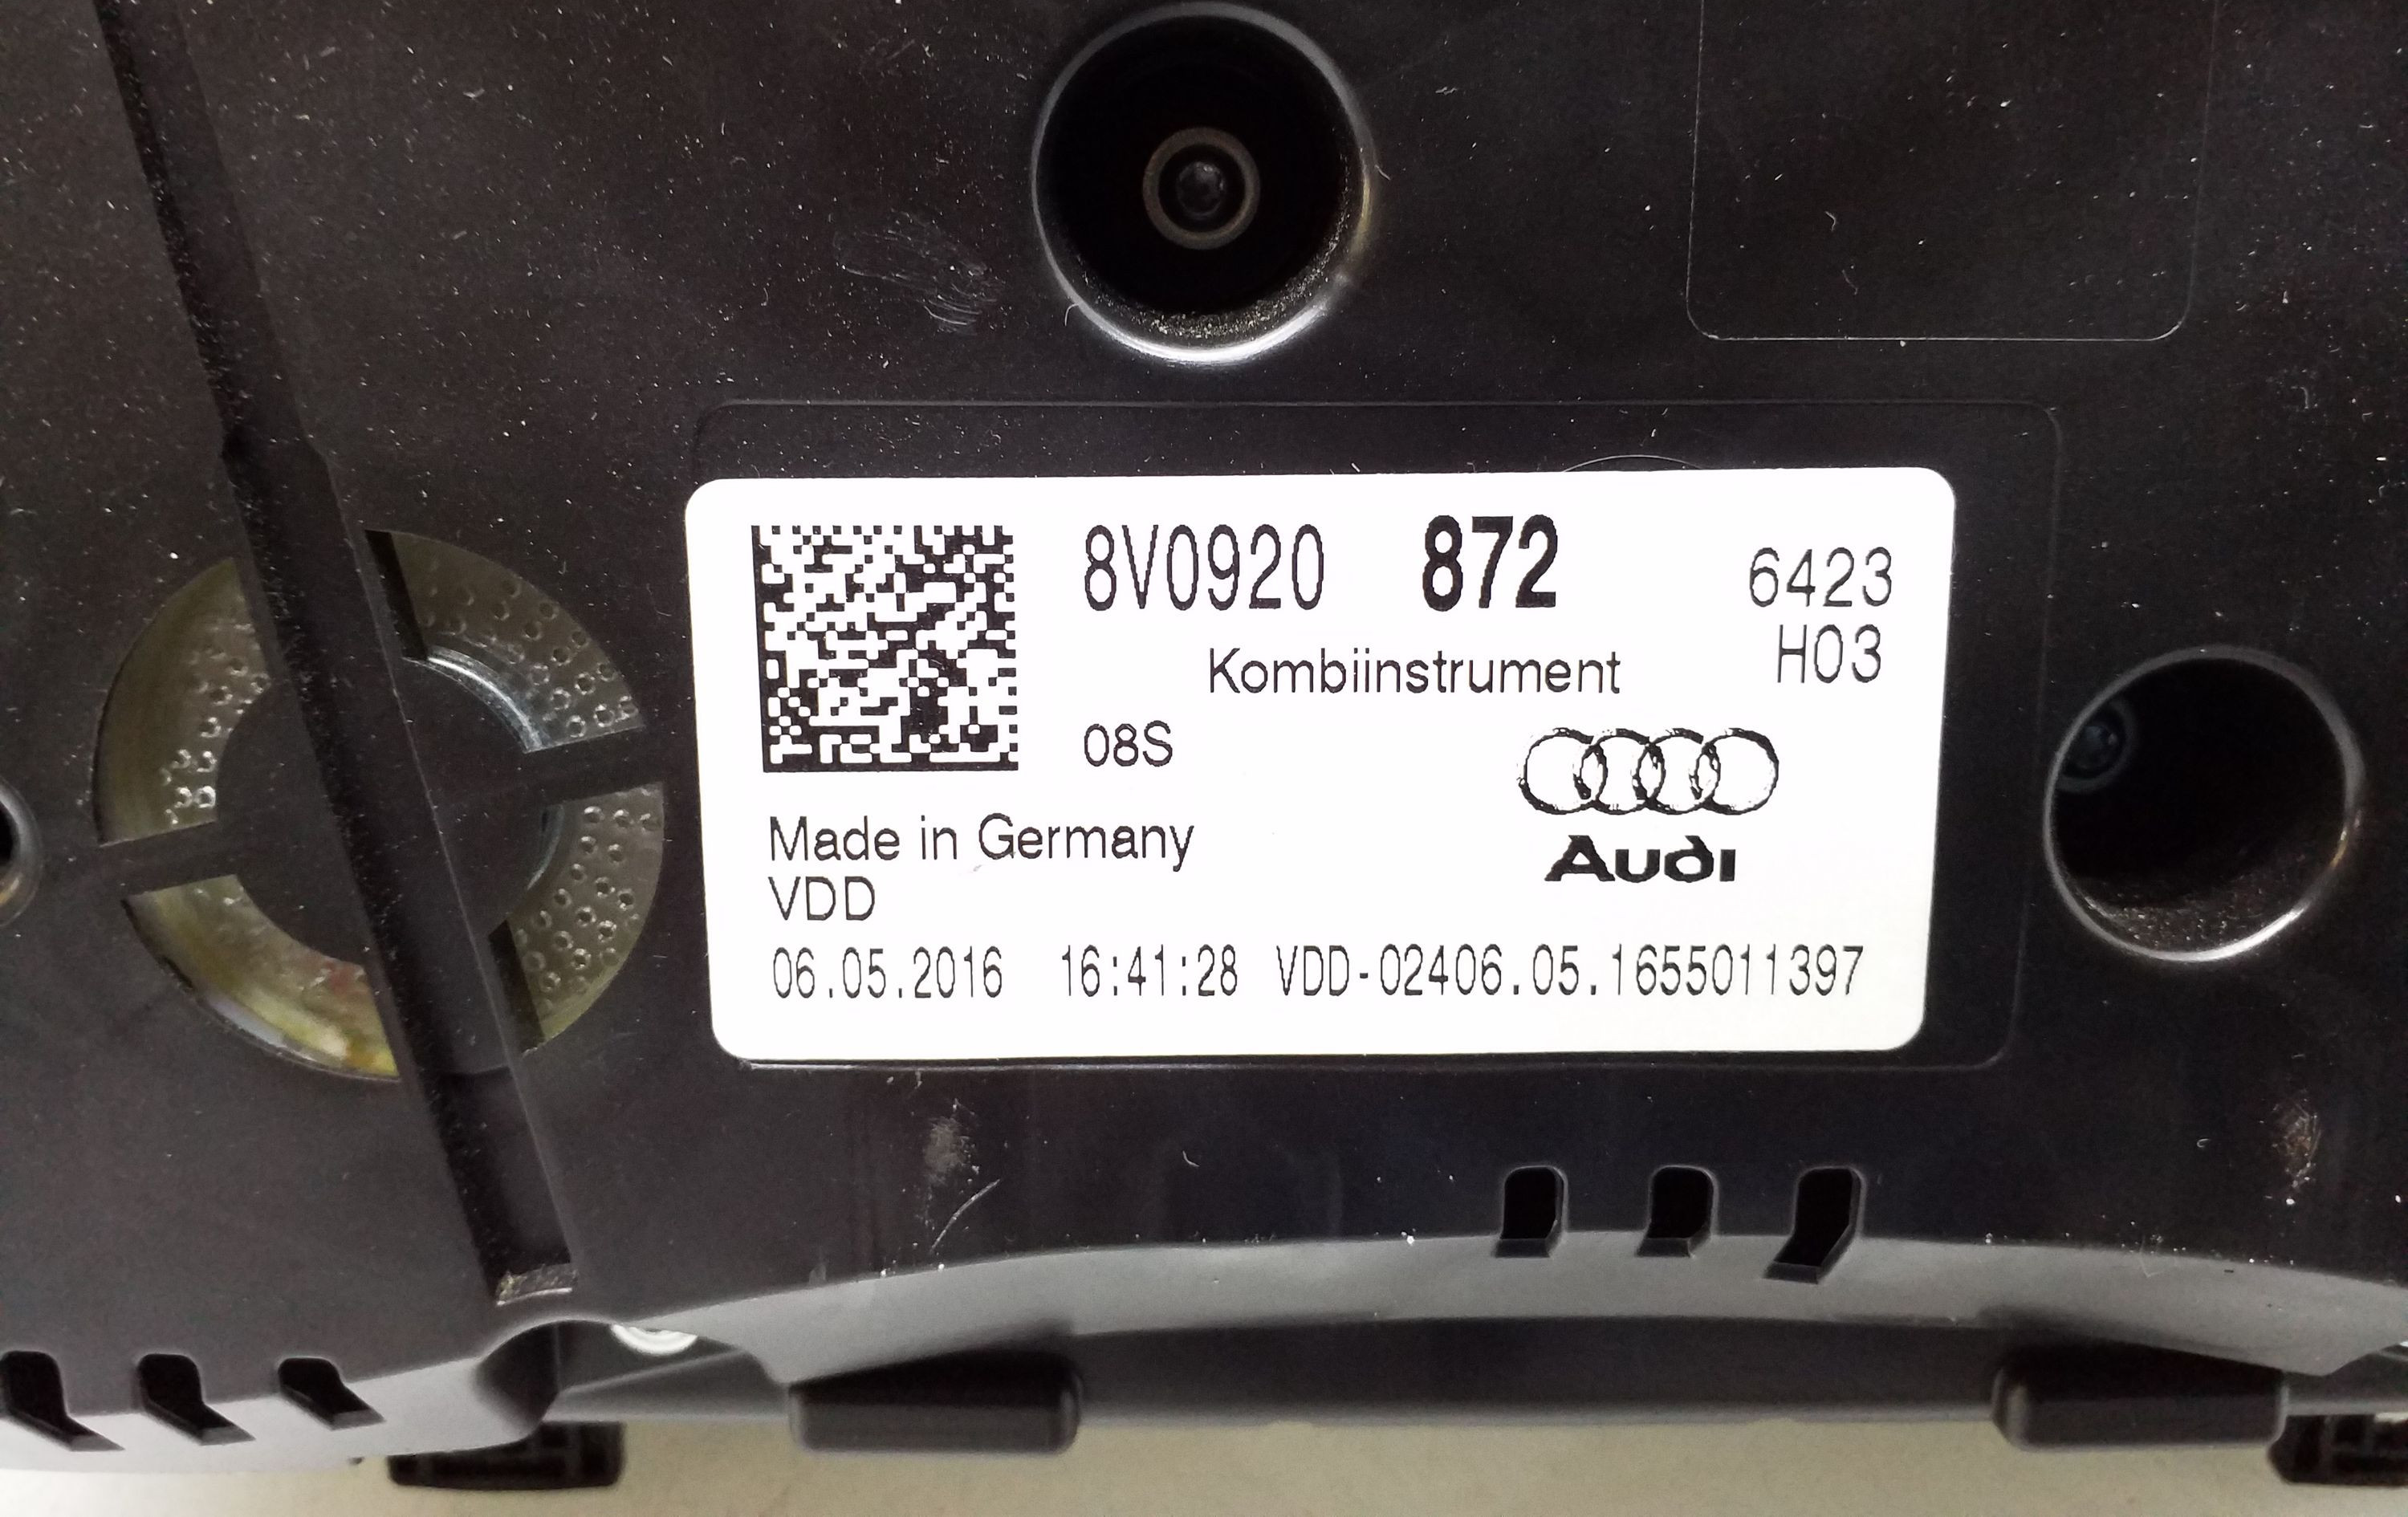 8V0920 872 6423
Kombiinstrument H03
08S
Audi
Made in Germany
VDD
06.05.2016 16:41:28 VDD-02406.05.1655011397